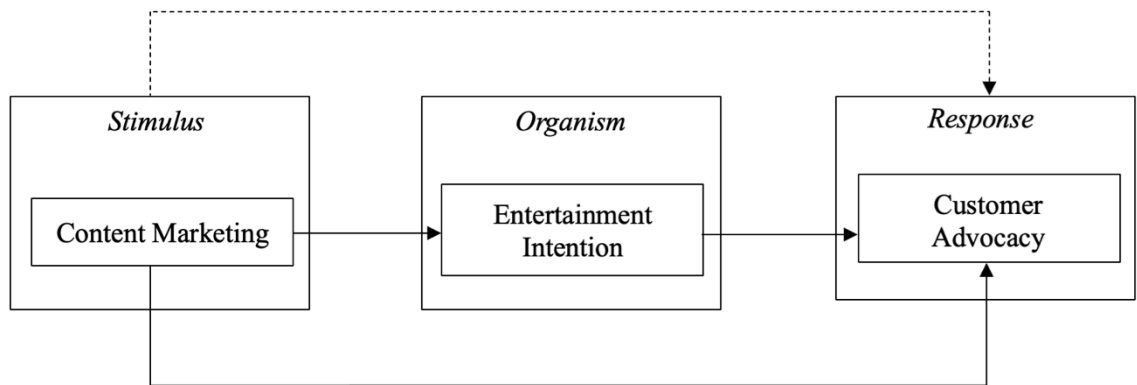 Stimulus
Organism
Response
Content Marketing
Entertainment
Intention
Customer
Advocacy